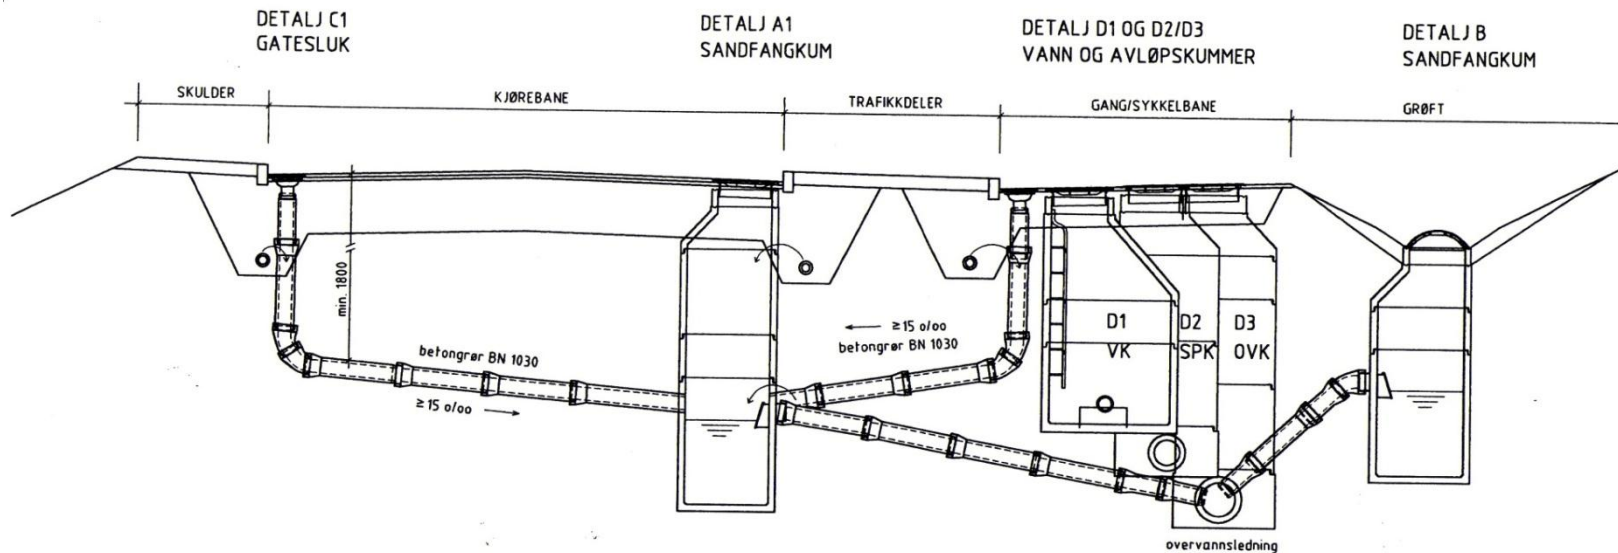 DETALJ C1
GATESLUK
DETALJ A1
SANDFANGKUM
DETALJ D1 OG D2/D3
VANN OG AVLØPSKUMMER
DETALJ B
SANDFANGKUM
SKULDER
KJØREBANE
TRAFIKKDELER
GANG/SYKKELBANE
GRØFT
min. 1800
betongrør BN 1030
≥15 o/oo
≥15 o/oo
betongrør BN 1030
D1
VK
D2
SPK
D3
OVK
overvannsledning